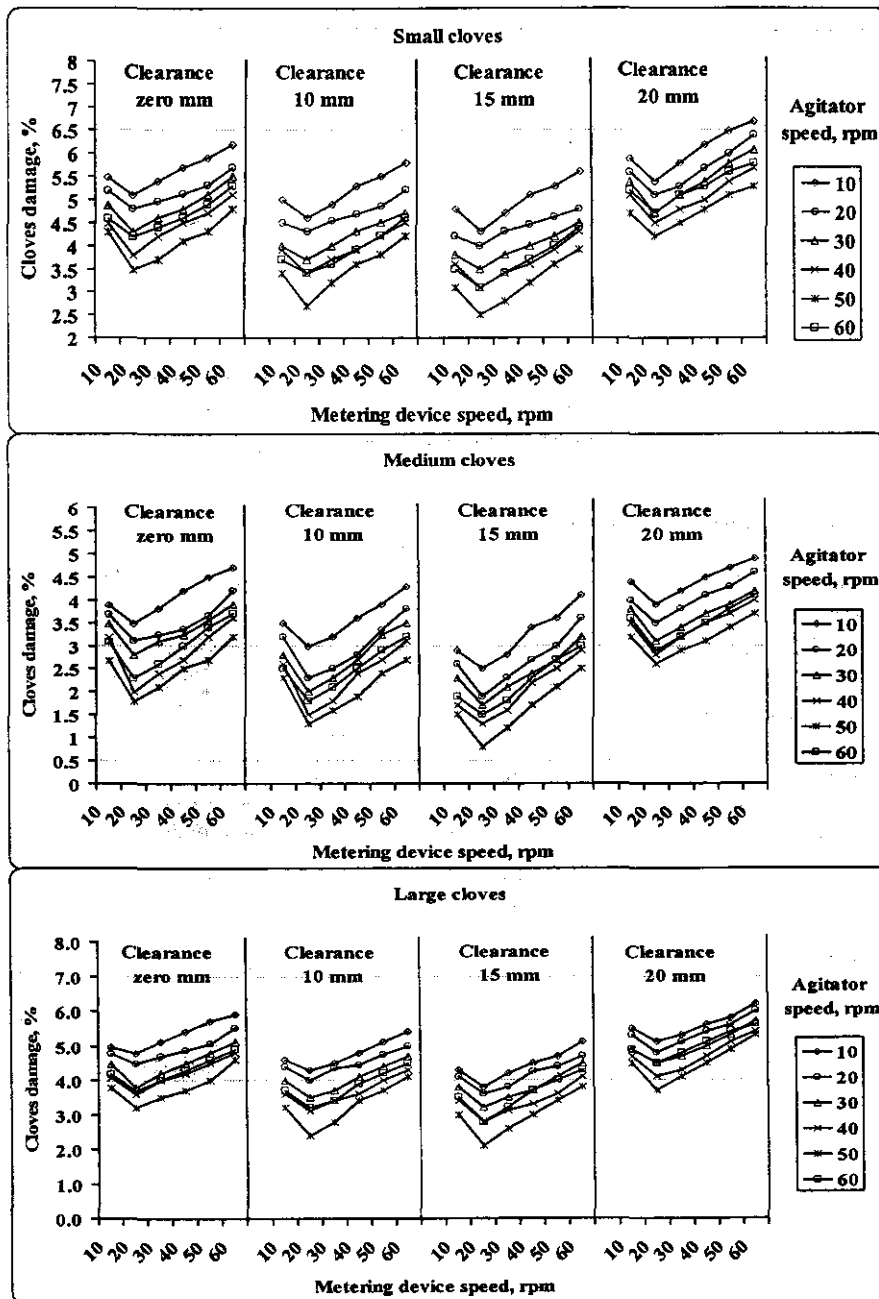 Small cloves
Clearance zero mm
Clearance 10 mm
Clearance 15 mm
Clearance 20 mm
Agitator speed, rpm
10
20
30
40
50
60
Cloves damage, %
8
7.5
7
6.5
6
5.5
5
4.5
4
3.5
3
2.5
2
10 20 30 40 50 60
10 20 30 40 50 60
10 20 30 40 50 60
10 20 30 40 50 60
Metering device speed, rpm
Medium cloves
Clearance zero mm
Clearance 10 mm
Clearance 15 mm
Clearance 20 mm
Agitator speed, rpm
10
20
30
40
50
60
Cloves damage, %
6
5.5
5
4.5
4
3.5
3
2.5
2
1.5
1
0.5
0
10 20 30 40 50 60
10 20 30 40 50 60
10 20 30 40 50 60
10 20 30 40 50 60
Metering device speed, rpm
Large cloves
Clearance zero mm
Clearance 10 mm
Clearance 15 mm
Clearance 20 mm
Agitator speed, rpm
10
20
30
40
50
60
Cloves damage, %
8.0
7.0
6.0
5.0
4.0
3.0
2.0
1.0
0.0
10 20 30 40 50 60
10 20 30 40 50 60
10 20 30 40 50 60
10 20 30 40 50 60
Metering device speed, rpm